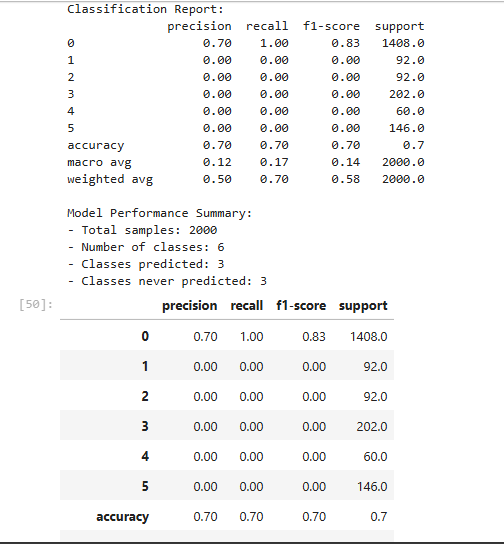 Classification Report:
precision recall f1-score support
0 0.70 1.00 0.83 1408.0
1 0.00 0.00 0.00 92.0
2 0.00 0.00 0.00 92.0
3 0.00 0.00 0.00 202.0
4 0.00 0.00 0.00 60.0
5 0.00 0.00 0.00 146.0
accuracy 0.70 0.70 0.70 0.7
macro avg 0.12 0.17 0.14 2000.0
weighted avg 0.50 0.70 0.58 2000.0
Model Performance Summary:
- Total samples: 2000
- Number of classes: 6
- Classes predicted: 3
- Classes never predicted: 3
[50]:
precision recall f1-score support
0 0.70 1.00 0.83 1408.0
1 0.00 0.00 0.00 92.0
2 0.00 0.00 0.00 92.0
3 0.00 0.00 0.00 202.0
4 0.00 0.00 0.00 60.0
5 0.00 0.00 0.00 146.0
accuracy 0.70 0.70 0.70 0.7